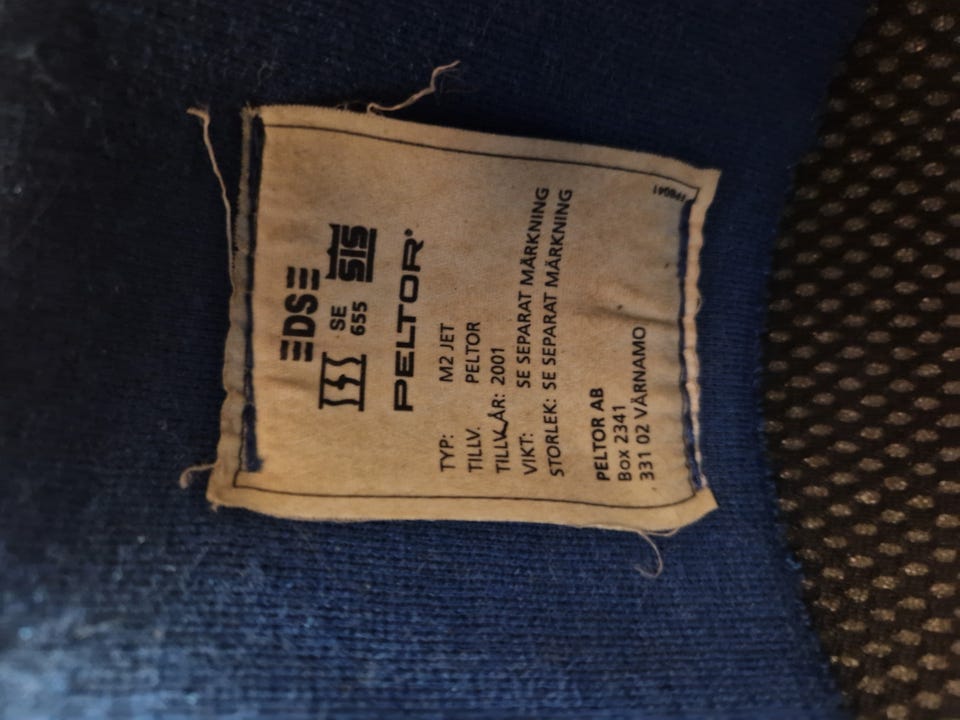 DS
SE
655
SIS
PELTOR®
TYP: M2 JET
TILLV. PELTOR
TILLV.ÅR: 2001
VIKT: SE SEPARAT MÄRKNING
STORLEK: SE SEPARAT MÄRKNING
PELTOR AB
Box 2341
331 02 VÄRNAMO